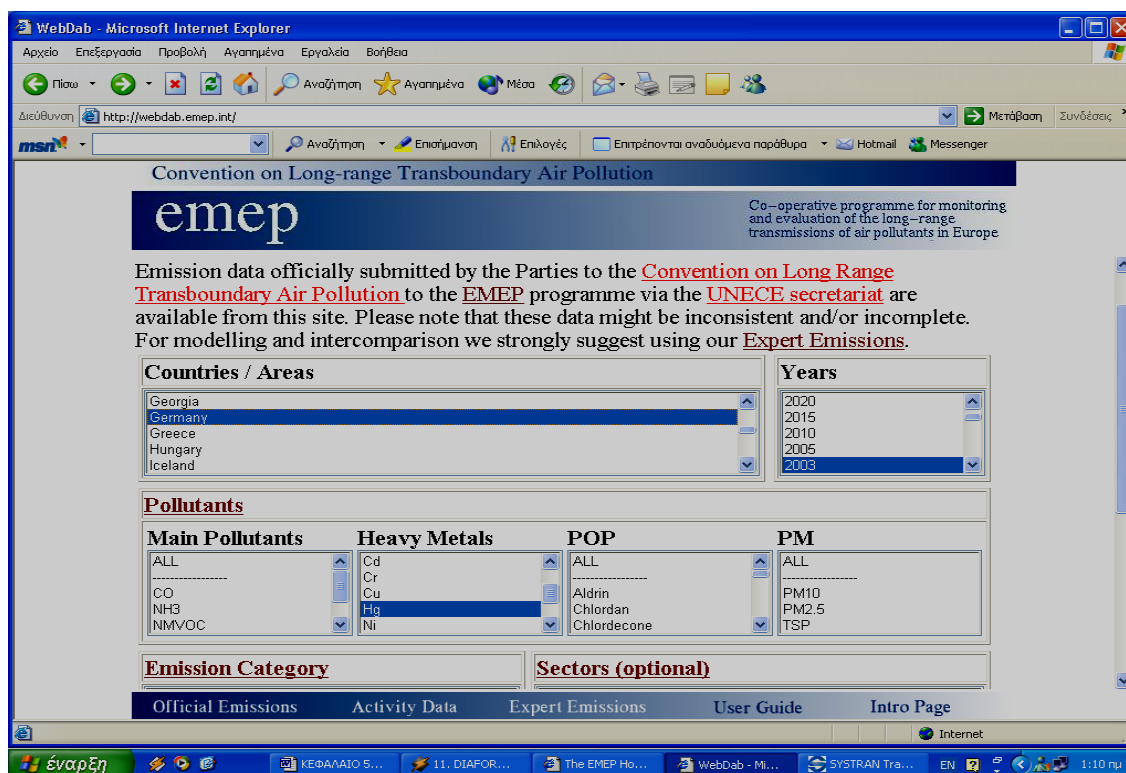 WebDab - Microsoft Internet Explorer
Αρχείο Επεξεργασία Προβολή Αγαπημένα Εργαλεία Βοήθεια
Πίσω Αναζήτηση Αγαπημένα Μέσα
Διεύθυνση http://webdab.emep.int/ Μετάβαση Συνδέσεις »
msn Αναζήτηση Επισήμανση Επιλογές Επιτρέπονται αναδυόμενα παράθυρα Hotmail Messenger
Convention on Long-range Transboundary Air Pollution
emep
Co-operative programme for monitoring
and evaluation of the long-range
transmissions of air pollutants in Europe
Emission data officially submitted by the Parties to the Convention on Long Range
Transboundary Air Pollution to the EMEP programme via the UNECE secretariat are
available from this site. Please note that these data might be inconsistent and/or incomplete.
For modelling and intercomparison we strongly suggest using our Expert Emissions.
Countries / Areas
Georgia
Germany
Greece
Hungary
Iceland
Years
2020
2015
2010
2005
2003
Pollutants
Main Pollutants
ALL
-----------------
CO
NH3
NMVOC
Heavy Metals
Cd
Cr
Cu
Hg
Ni
POP
ALL
-----------------
Aldrin
Chlordan
Chlordecone
PM
ALL
-----------------
PM10
PM2.5
TSP
Emission Category
Sectors (optional)
Official Emissions Activity Data Expert Emissions User Guide Intro Page
Internet
έναρξη ΚΕΦΑΛΑΙΟ 5... 11. DIAFOR... The EMEP Ho... WebDab - Mi... SYSTRAN Tra... EN 1:10 πμ